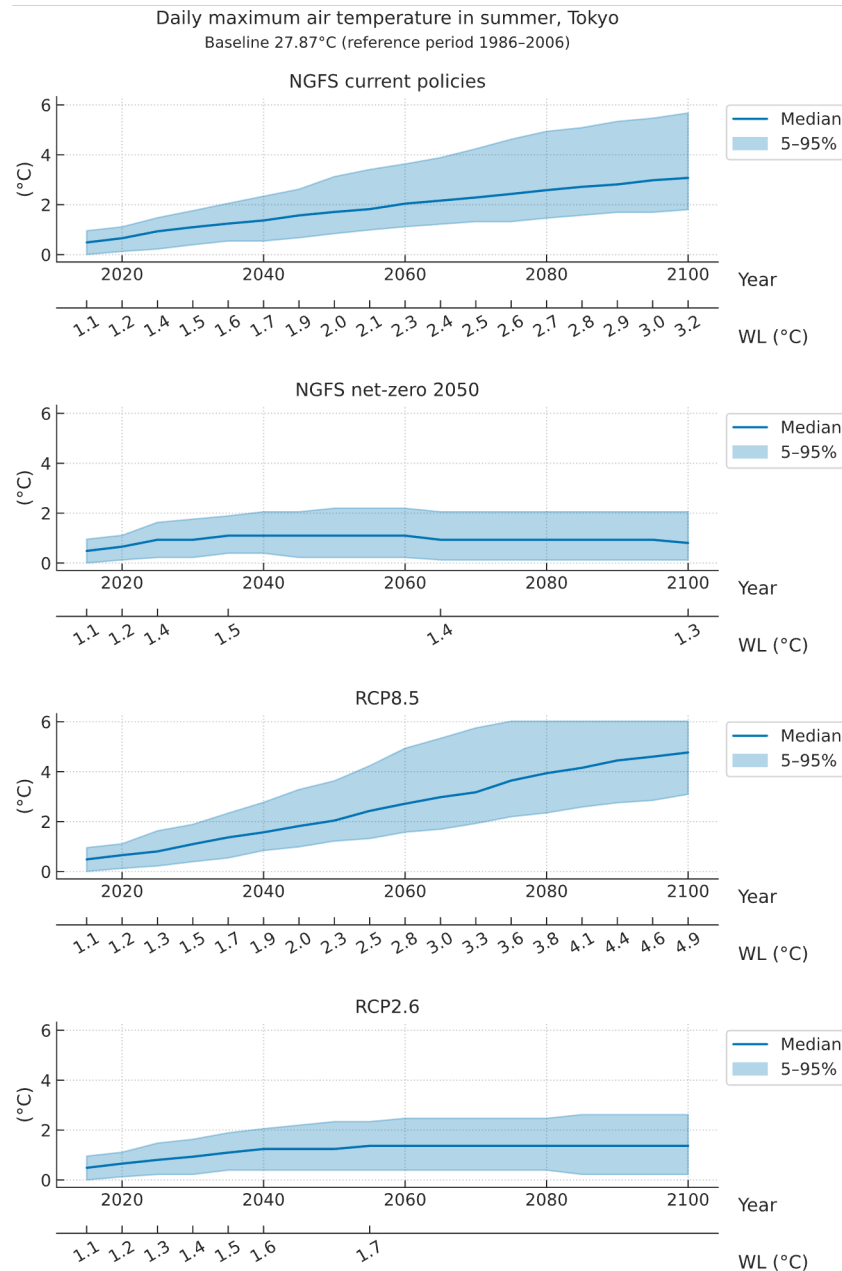 Daily maximum air temperature in summer, Tokyo
Baseline 27.87°C (reference period 1986–2006)
NGFS current policies
6
4
2
0
(°C)
Median
5–95%
2020 2040 2060 2080 2100
Year
1.1 1.2 1.4 1.5 1.6 1.7 1.9 2.0 2.1 2.3 2.4 2.5 2.6 2.7 2.8 2.9 3.0 3.2
WL (°C)
NGFS net-zero 2050
6
4
2
0
(°C)
Median
5–95%
2020 2040 2060 2080 2100
Year
1.1 1.2 1.4 1.5 1.4 1.3
WL (°C)
RCP8.5
6
4
2
0
(°C)
Median
5–95%
2020 2040 2060 2080 2100
Year
1.1 1.2 1.3 1.5 1.7 1.9 2.0 2.3 2.5 2.8 3.0 3.3 3.6 3.8 4.1 4.4 4.6 4.9
WL (°C)
RCP2.6
6
4
2
0
(°C)
Median
5–95%
2020 2040 2060 2080 2100
Year
1.1 1.2 1.3 1.4 1.5 1.6 1.7
WL (°C)